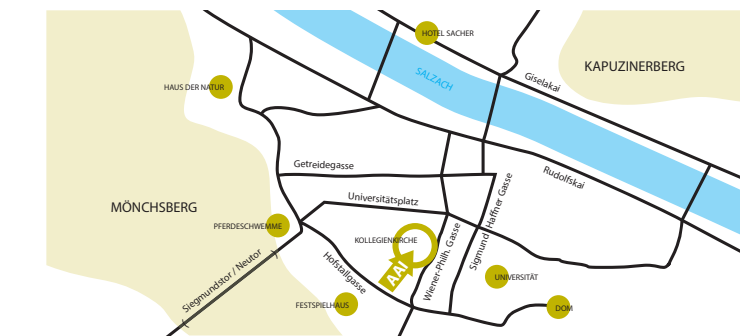 HOTEL SACHER
KAPUZINERBERG
SALZACH
Giselakai
HAUS DER NATUR
Getreidegasse
Rudolfskai
Universitätsplatz
Sigmund Haffner Gasse
MÖNCHSBERG
PFERDESCHWEMME
KOLLEGIENKIRCHE
Wiener-Philh. Gasse
Hofstallgasse
AAI
Siegmundstor / Neutor
UNIVERSITÄT
FESTSPIELHAUS
DOM